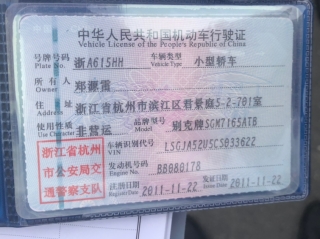 中华人民共和国机动车行驶证
Vehicle License of the People's Republic of China
号牌号码 浙A615HH 车辆类型 小型轿车
Plate No. Vehicle Type
所有人 郑源雷
Owner
住址 浙江省杭州市滨江区君景庭5-2-701室
Address
使用性质 非营运 品牌型号 别克牌SGM7165ATB
Use Character Model
浙江省杭州 车辆识别代号 LSGJA52U5CS033622
VIN
市公安局交 发动机号码 BB080178
Engine No.
通警察支队 注册日期 2011-11-22 发证日期 2011-11-22
Register Date Issue Date